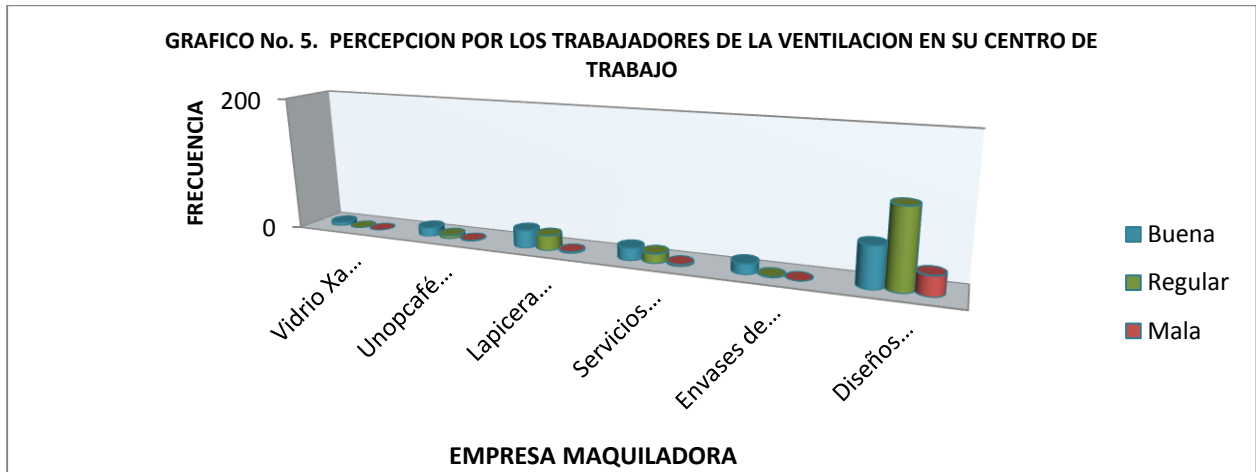 GRAFICO No. 5. PERCEPCION POR LOS TRABAJADORES DE LA VENTILACION EN SU CENTRO DE
TRABAJO
200
0
FRECUENCIA
Vidrio Xa...
Unopcafé...
Lapicera...
Servicios...
Envases de...
Diseños...
EMPRESA MAQUILADORA
Buena
Regular
Mala